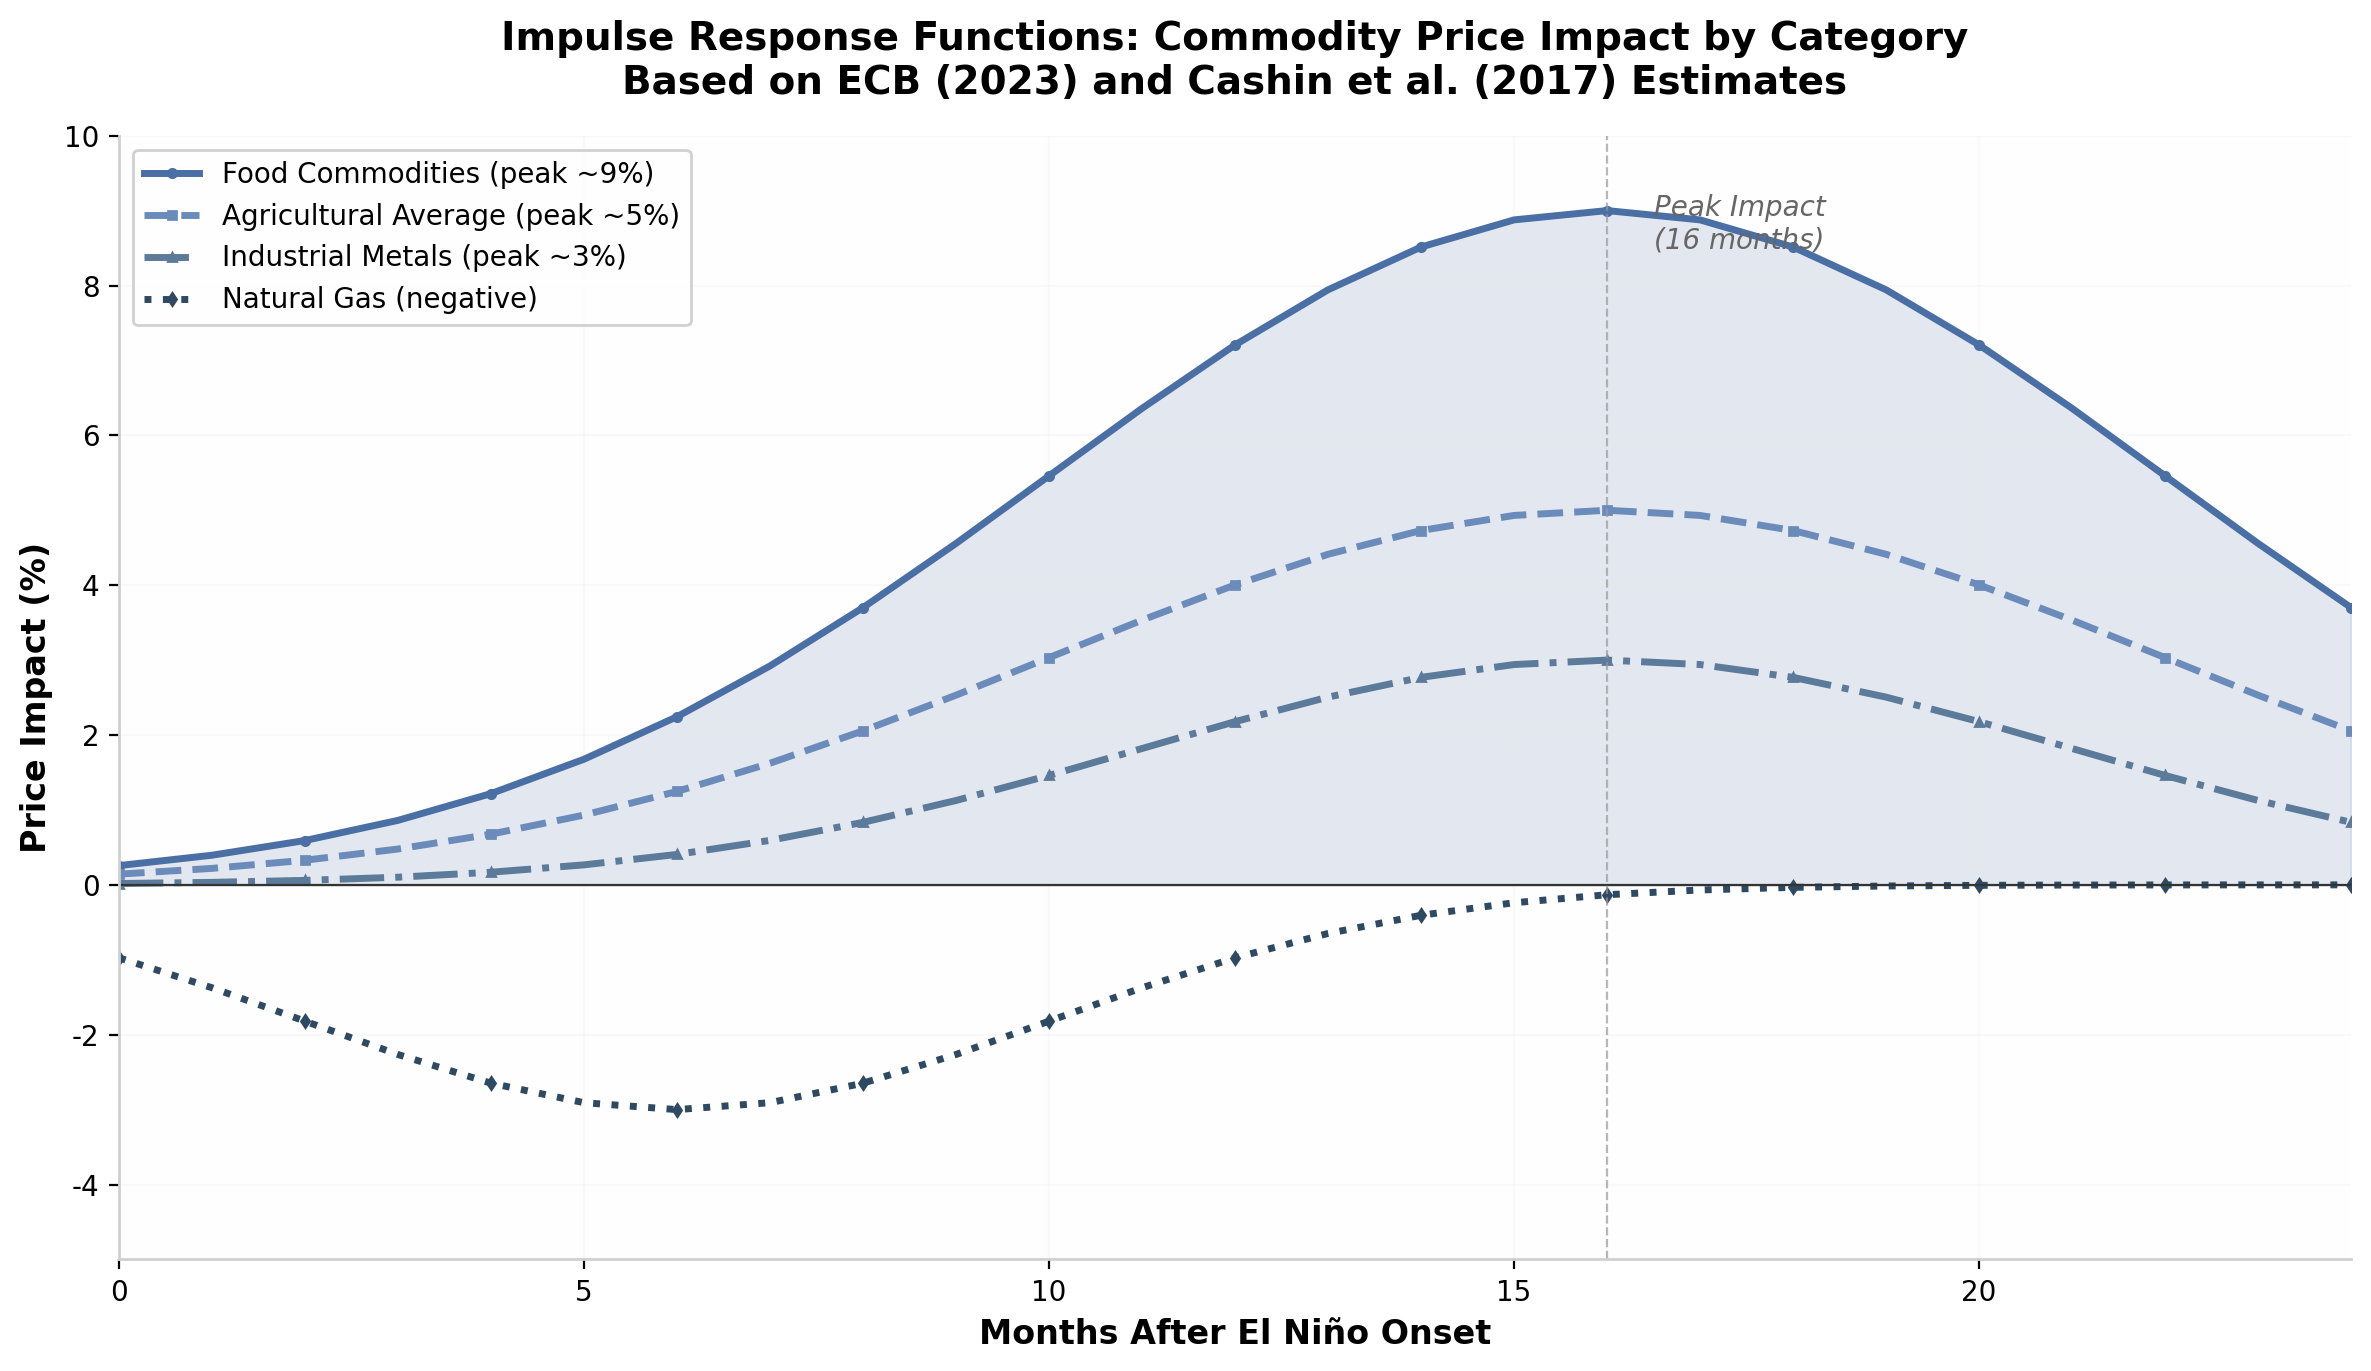 Impulse Response Functions: Commodity Price Impact by Category
Based on ECB (2023) and Cashin et al. (2017) Estimates
10
8
6
4
2
0
-2
-4
Price Impact (%)
Food Commodities (peak ~9%)
Agricultural Average (peak ~5%)
Industrial Metals (peak ~3%)
Natural Gas (negative)
Peak Impact
(16 months)
0
5
10
15
20
Months After El Niño Onset